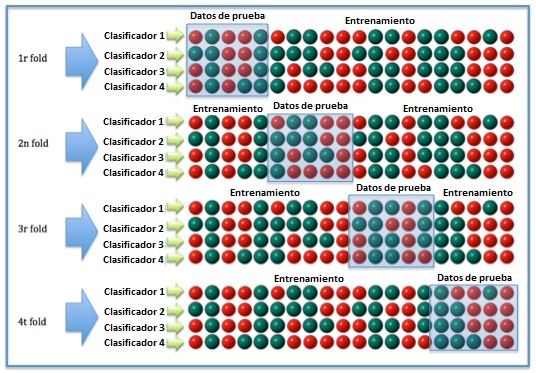 Datos de prueba
Entrenamiento
1r fold
Clasificador 1
Clasificador 2
Clasificador 3
Clasificador 4
Entrenamiento
Datos de prueba
Entrenamiento
2n fold
Clasificador 1
Clasificador 2
Clasificador 3
Clasificador 4
Entrenamiento
Datos de prueba
Entrenamiento
3r fold
Clasificador 1
Clasificador 2
Clasificador 3
Clasificador 4
Entrenamiento
Datos de prueba
4t fold
Clasificador 1
Clasificador 2
Clasificador 3
Clasificador 4